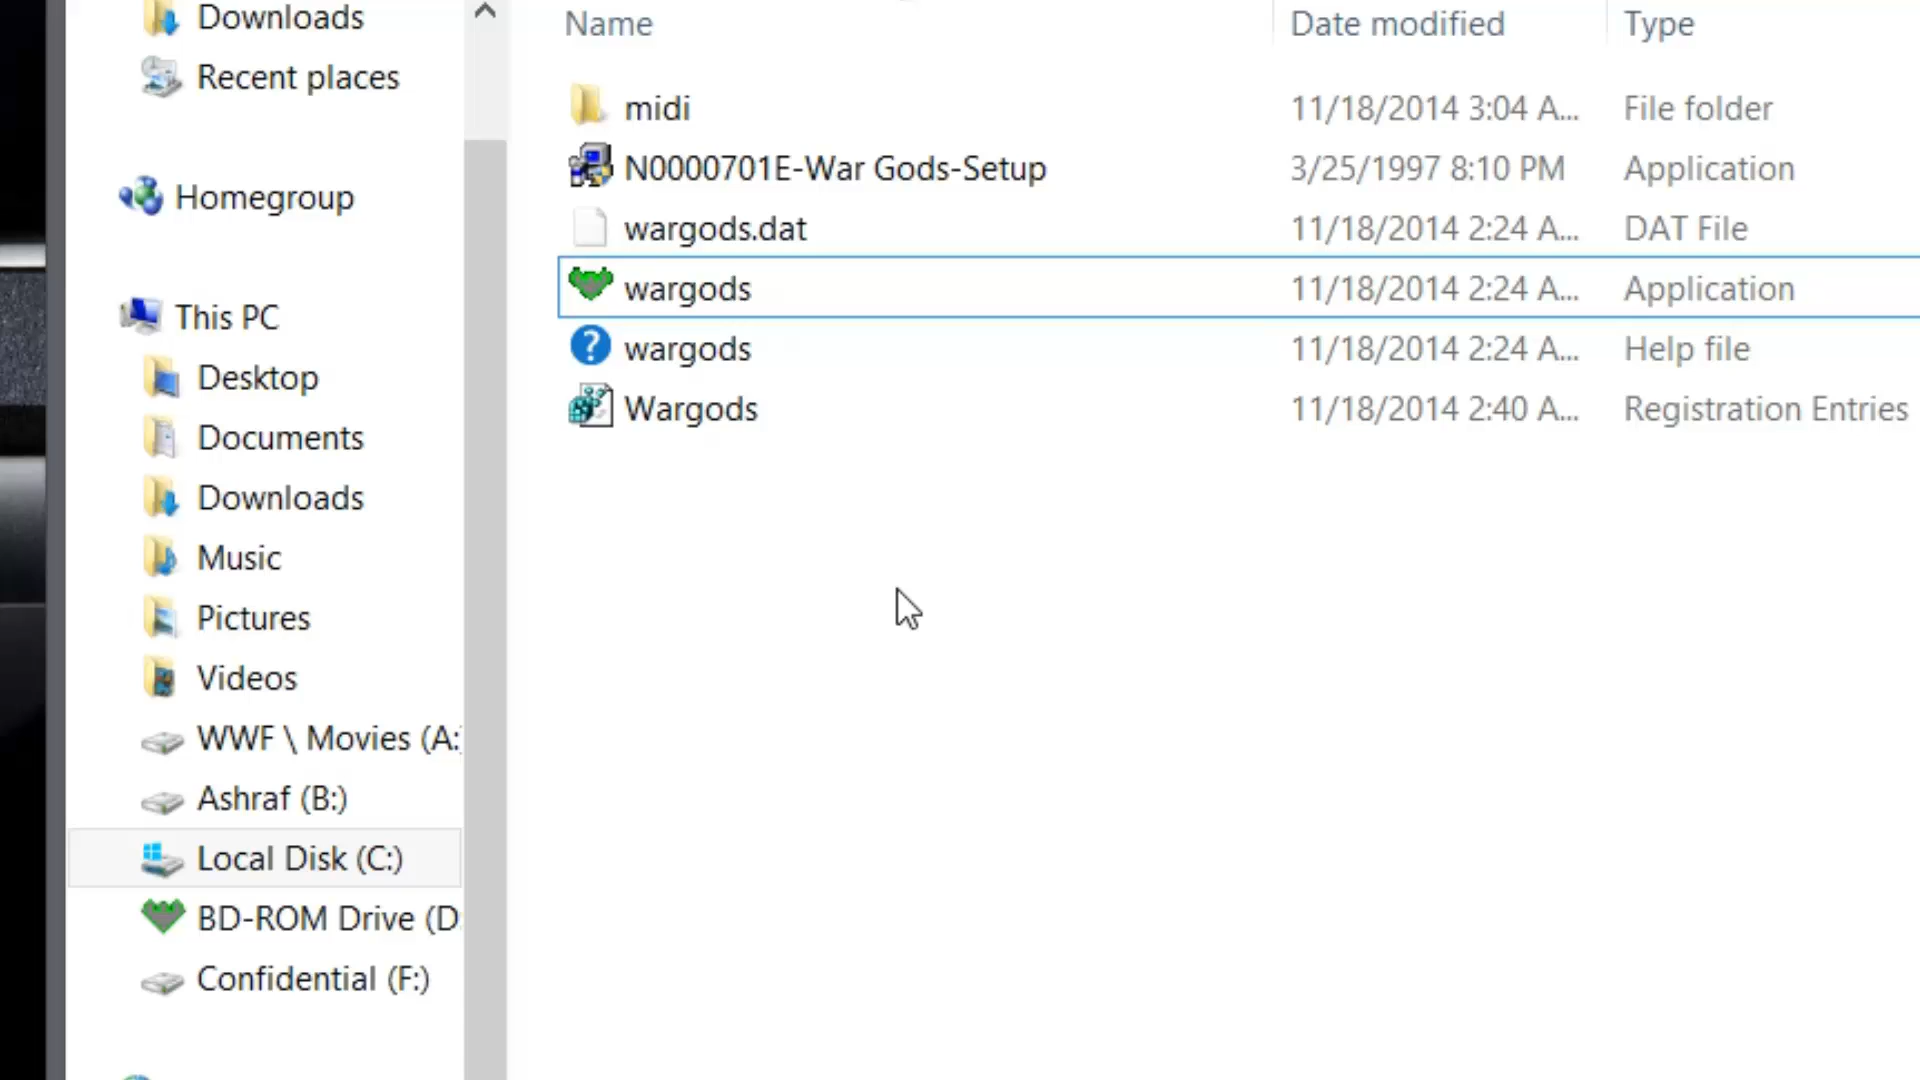 Downloads
Recent places
Homegroup
This PC
Desktop
Documents
Downloads
Music
Pictures
Videos
WWF \ Movies (A:)
Ashraf (B:)
Local Disk (C:)
BD-ROM Drive (D:
Confidential (F:)
Name Date modified Type
midi 11/18/2014 3:04 A... File folder
N0000701E-War Gods-Setup 3/25/1997 8:10 PM Application
wargods.dat 11/18/2014 2:24 A... DAT File
wargods 11/18/2014 2:24 A... Application
wargods 11/18/2014 2:24 A... Help file
Wargods 11/18/2014 2:40 A... Registration Entries